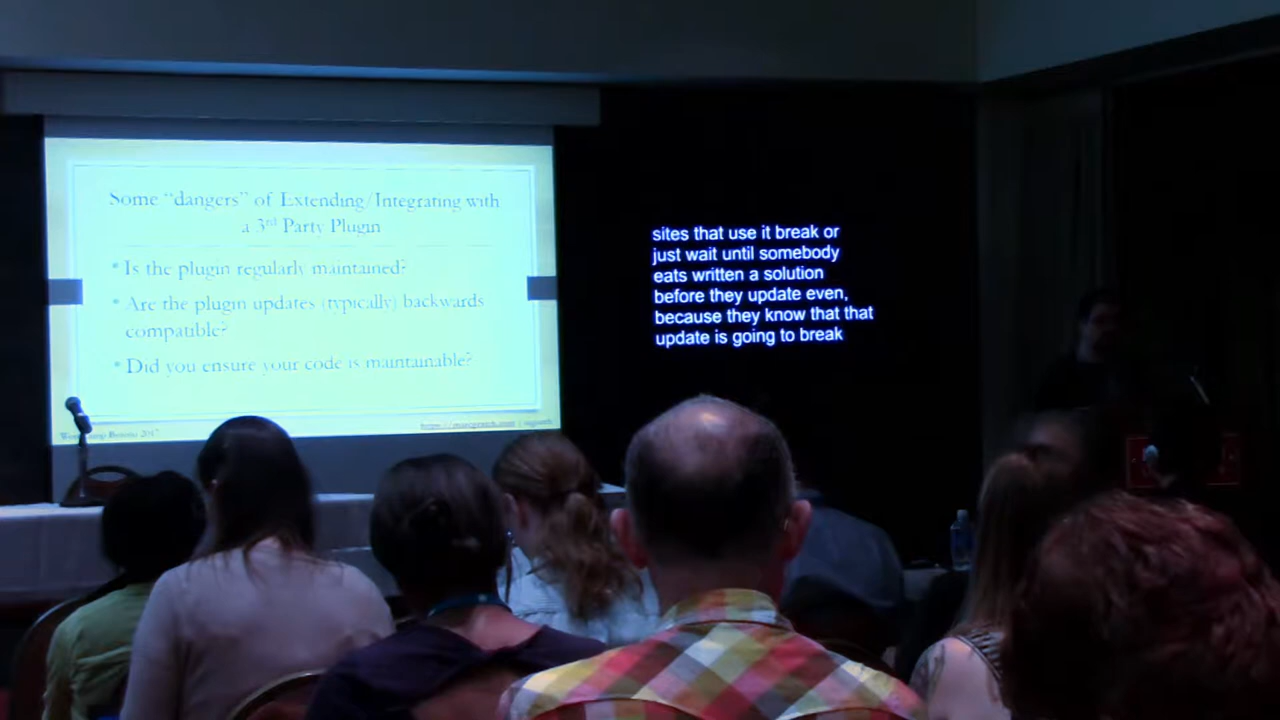 Some “dangers” of Extending/Integrating with
a 3rd Party Plugin
* Is the plugin regularly maintained?
* Are the plugin updates (typically) backwards
compatible?
* Did you ensure your code is maintainable?
2017
sites that use it break or
just wait until somebody
eats written a solution
before they update even,
because they know that that
update is going to break